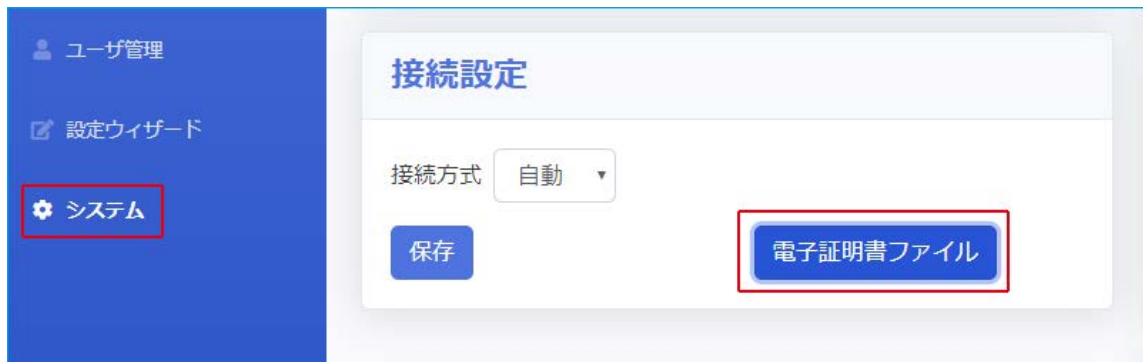 ユーザ管理
設定ウィザード
システム
接続設定
接続方式 自動
保存 電子証明書ファイル